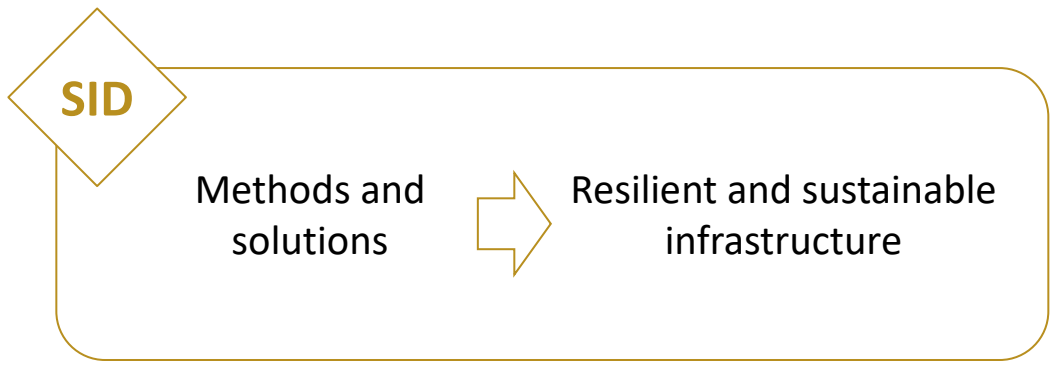 SID
Methods and
solutions
Resilient and sustainable
infrastructure